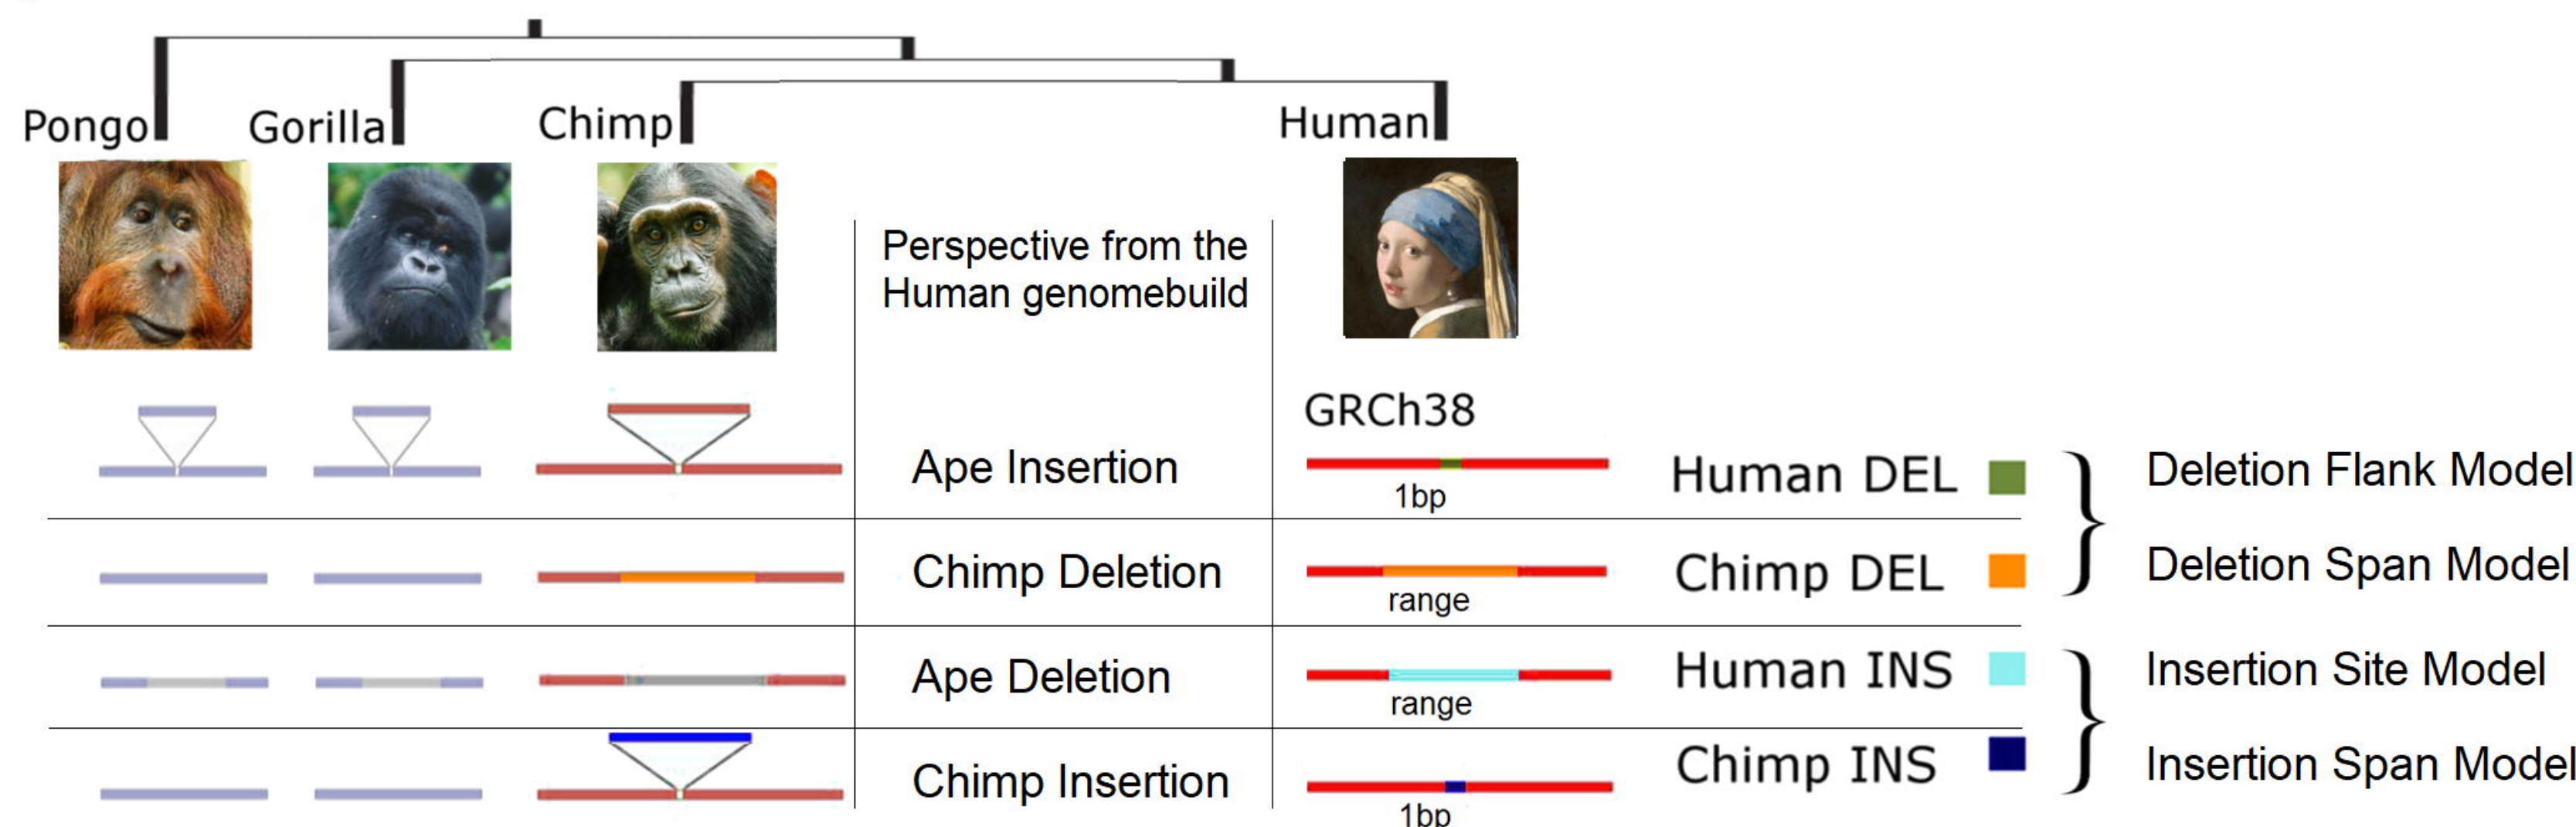 Pongo
Gorilla
Chimp
Human
Perspective from the
Human genomebuild
GRCh38
Ape Insertion
1bp
Human DEL
Deletion Flank Model
Chimp Deletion
range
Chimp DEL
Deletion Span Model
Ape Deletion
range
Human INS
Insertion Site Model
Chimp Insertion
1bp
Chimp INS
Insertion Span Model